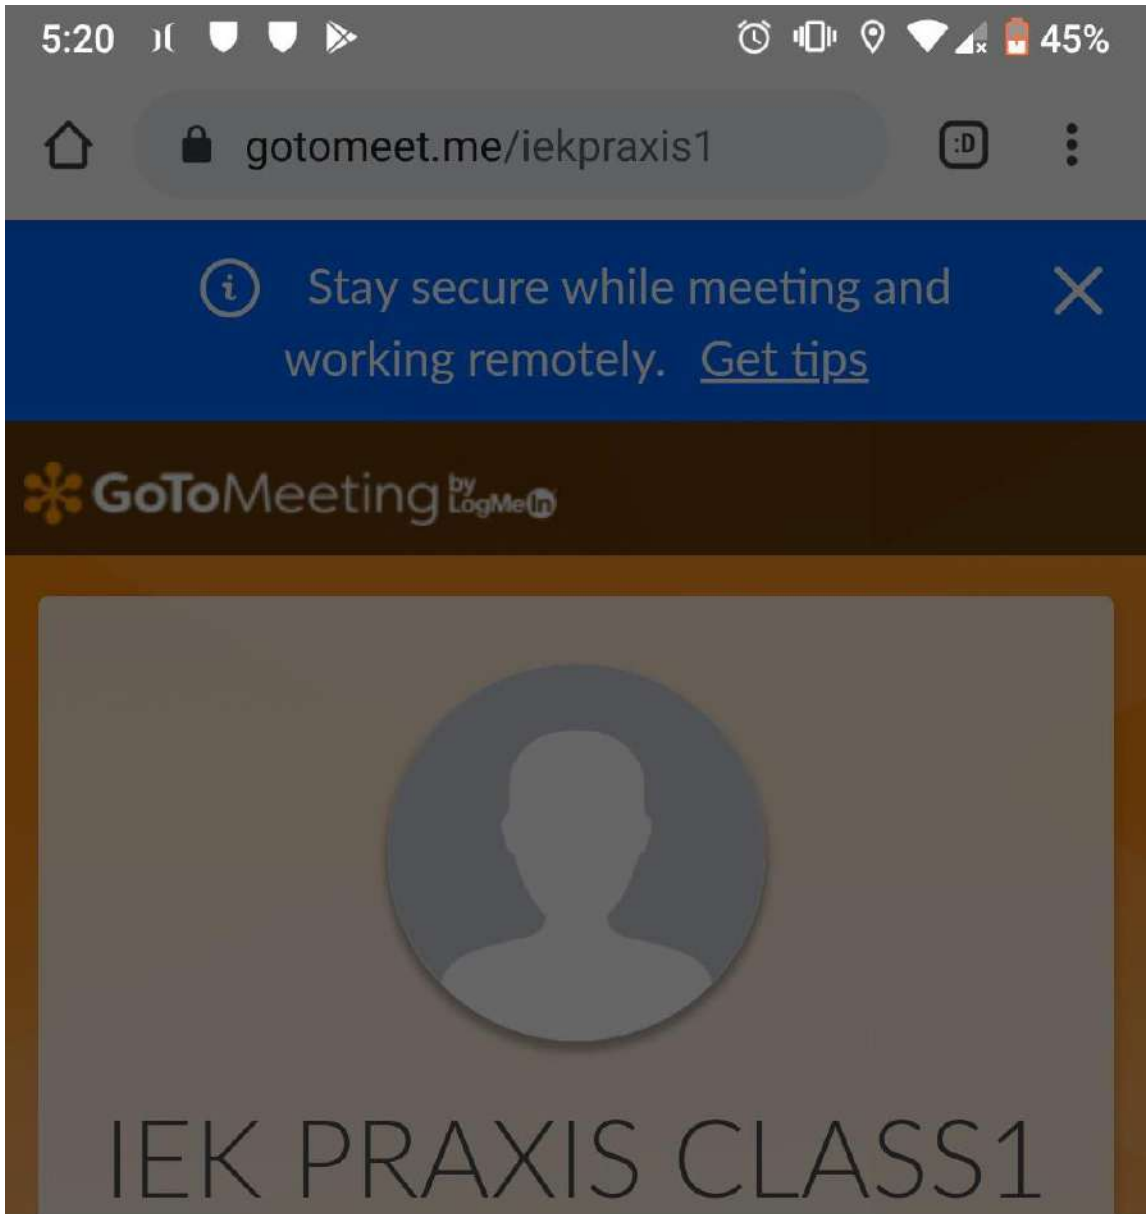 5:20 45%
gotomeet.me/iekpraxis1 :D
Stay secure while meeting and
working remotely. Get tips
GoToMeeting by LogMeIn
IEK PRAXIS CLASS1